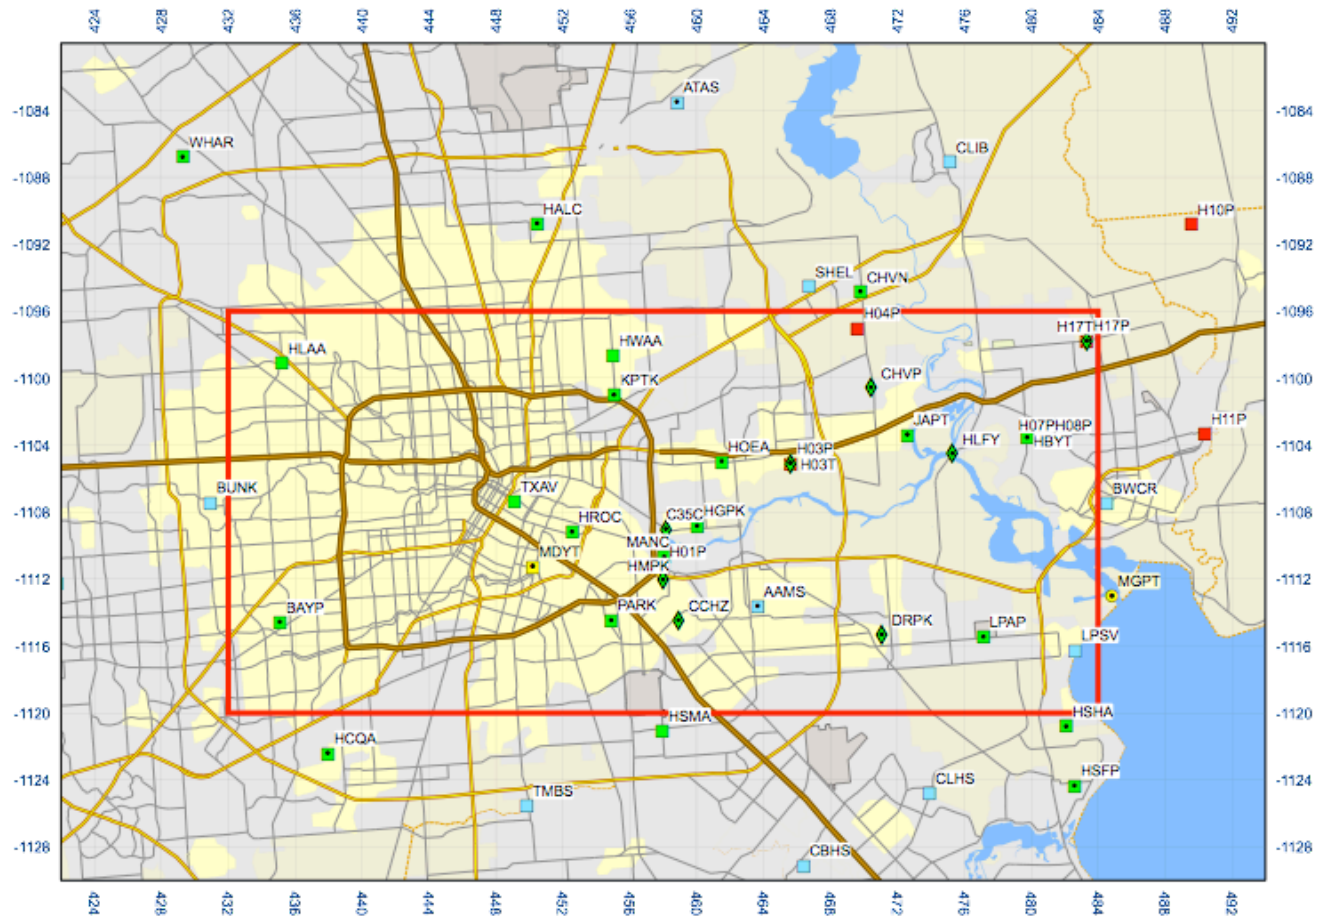 424 428 432 436 440 444 448 452 456 460 464 468 472 476 480 484 488 492
ATAS
-1084 -1084
WHAR
CLIB
-1088 -1088
HALC
H10P
-1092 -1092
SHEL
CHVN
-1096 -1096
H04P
H17T H17P
HWAA
HLAA
-1100 KPTK CHVP -1100
JAPT H07P H08P
H11P
-1104 HOEA H03P HLFY HBYT -1104
H03T
BUNK TXAV BWCR
-1108 C35C HGPK -1108
HROC
MANC
MDYT H01P
-1112 HMPK MGPT -1112
AAMS
BAYP PARK CCHZ
DRPK LPAP
LPSV
-1116 -1116
-1120 HSMA HSHA -1120
HCQA
HSFP
-1124 CLHS -1124
TMBS
-1128 CBHS -1128
424 428 432 436 440 444 448 452 456 460 464 468 472 476 480 484 488 492